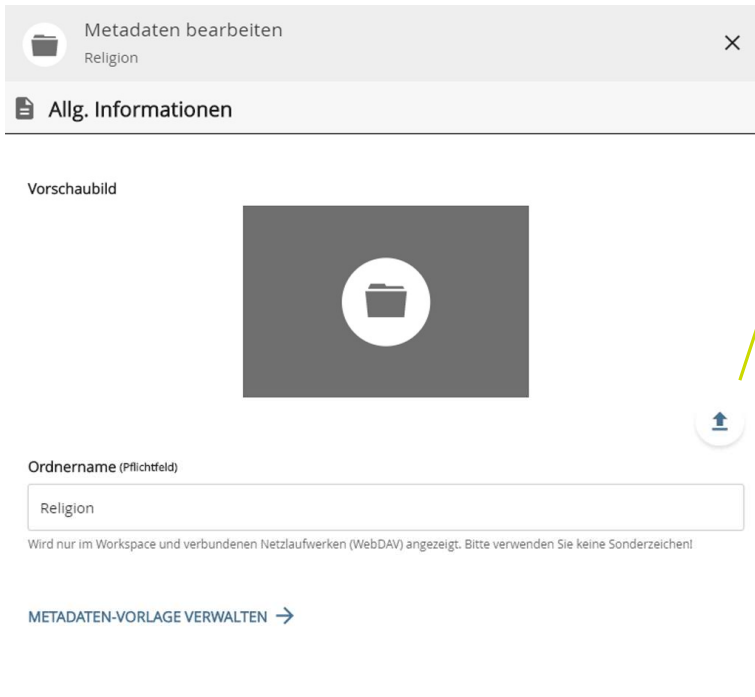 Metadaten bearbeiten
Religion
Allg. Informationen
Vorschaubild
Ordnername (Pflichtfeld)
Religion
Wird nur im Workspace und verbundenen Netzlaufwerken (WebDAV) angezeigt. Bitte verwenden Sie keine Sonderzeichen!
METADATEN-VORLAGE VERWALTEN